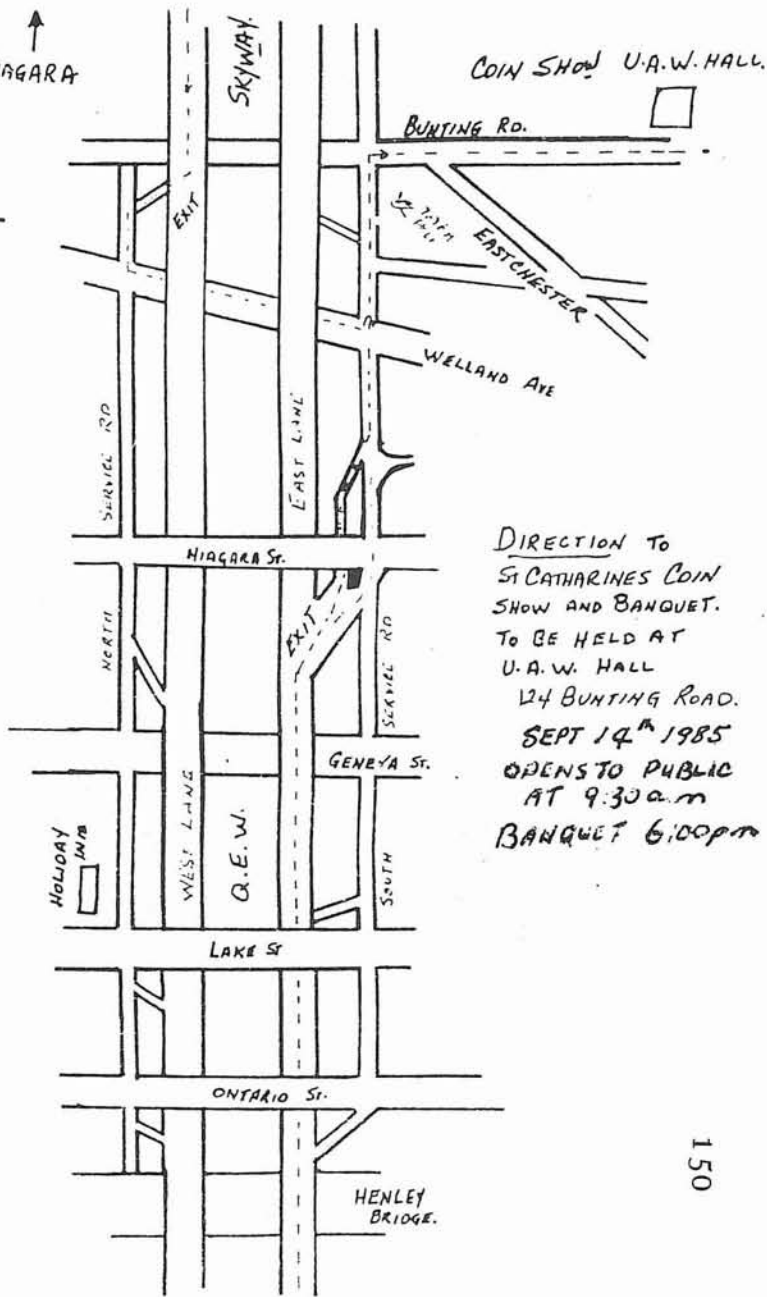 AGARA
SKYWAY
COIN SHOW U.A.W. HALL.
BUNTING RD.
EXIT
EASTCHESTER
WELLAND AVE
SERVICE RD
EAST LANE
NIAGARA St.
NORTH
EXIT
SERVICE RD
DIRECTION TO
St CATHARINES COIN
SHOW AND BANQUET.
TO BE HELD AT
U.A.W. HALL
124 BUNTING ROAD.
SEPT 14th 1985
OPENS TO PUBLIC
AT 9:30 a.m
BANQUET 6:00pm
GENEVA St.
HOLIDAY
INN
WEST LANE
Q.E.W.
SOUTH
LAKE St
ONTARIO St.
HENLEY
BRIDGE.
150